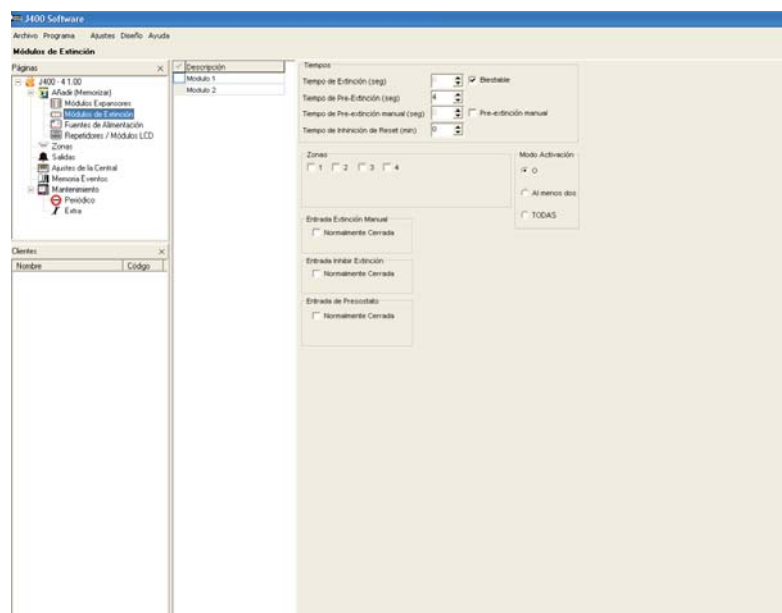 J400 Software
Archivo Programa Ajustes Diseño Ayuda
Módulos de Extinción
Páginas
J400 - 4 1.00
Añadir (Memorizar)
Módulos Expansores
Módulos de Extinción
Fuentes de Alimentación
Repetidores / Módulos LCD
Zonas
Salidas
Ajustes de la Central
Memoria Eventos
Mantenimiento
Periódico
Extra
Clientes
Nombre Código
Descripción
Modulo 1
Modulo 2
Tiempos
Tiempo de Extinción (seg) Biestable
Tiempo de Pre-Extinción (seg) 4
Tiempo de Pre-extinción manual (seg) Pre-extinción manual
Tiempo de Inhinición de Reset (min) 0
Zonas
1 2 3 4
Modo Activación
O
Al menos dos
TODAS
Entrada Extinción Manual
Normalmente Cerrada
Entrada Inhibir Extinción
Normalmente Cerrada
Entrada de Presostato
Normalmente Cerrada